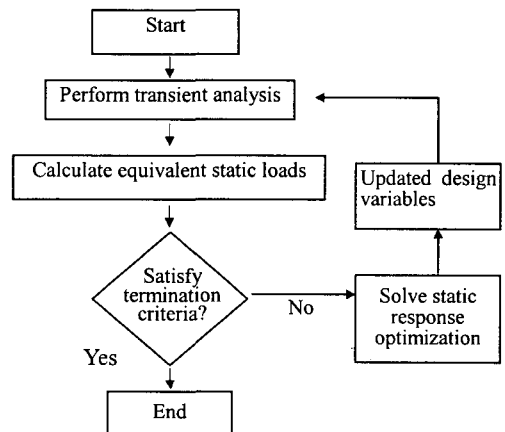 Start
Perform transient analysis
Calculate equivalent static loads
Updated design
variables
Satisfy
termination
criteria?
No
Solve static
response
optimization
Yes
End